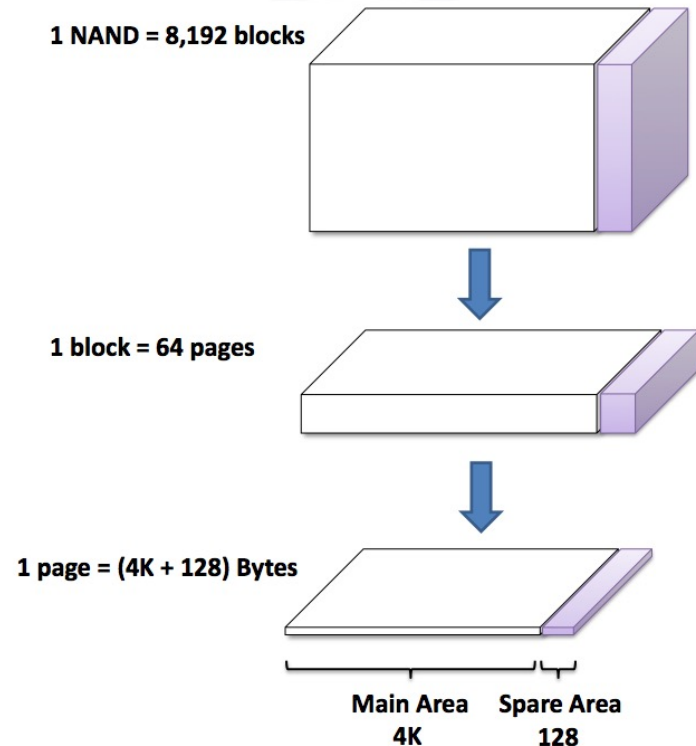 1 NAND = 8,192 blocks
1 block = 64 pages
1 page = (4K + 128) Bytes
Main Area Spare Area
4K 128